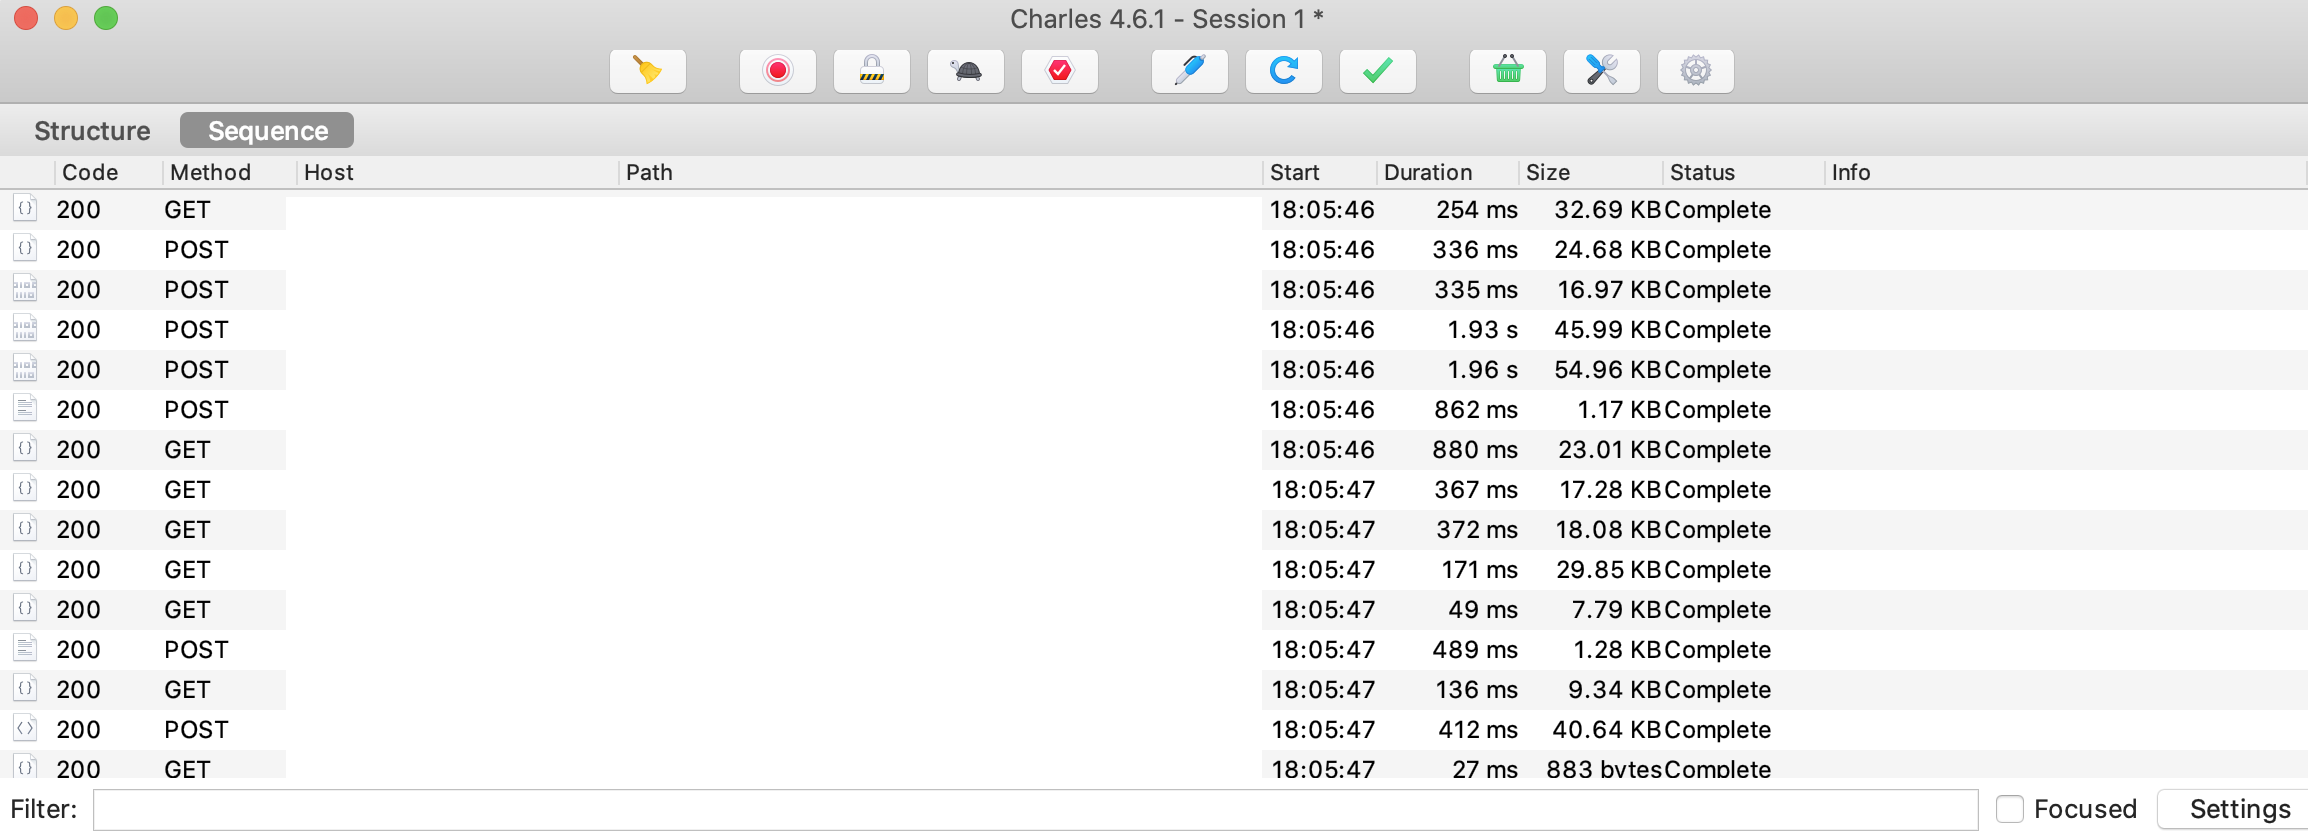 Charles 4.6.1 - Session 1 *
Structure Sequence
Code Method Host Path Start Duration Size Status Info
200 GET 18:05:46 254 ms 32.69 KB Complete
200 POST 18:05:46 336 ms 24.68 KB Complete
200 POST 18:05:46 335 ms 16.97 KB Complete
200 POST 18:05:46 1.93 s 45.99 KB Complete
200 POST 18:05:46 1.96 s 54.96 KB Complete
200 POST 18:05:46 862 ms 1.17 KB Complete
200 GET 18:05:46 880 ms 23.01 KB Complete
200 GET 18:05:47 367 ms 17.28 KB Complete
200 GET 18:05:47 372 ms 18.08 KB Complete
200 GET 18:05:47 171 ms 29.85 KB Complete
200 GET 18:05:47 49 ms 7.79 KB Complete
200 POST 18:05:47 489 ms 1.28 KB Complete
200 GET 18:05:47 136 ms 9.34 KB Complete
200 POST 18:05:47 412 ms 40.64 KB Complete
200 GET 18:05:47 27 ms 883 bytes Complete
Filter: Focused Settings